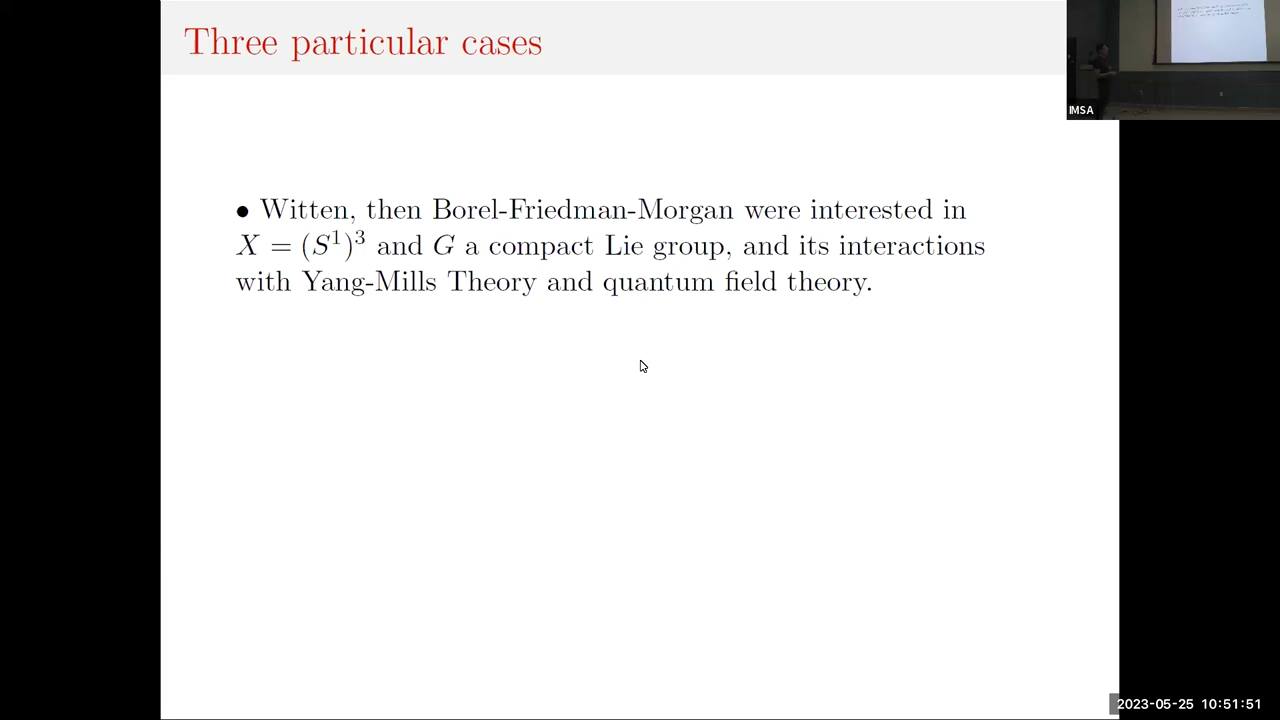 Three particular cases
IMSA
• Witten, then Borel-Friedman-Morgan were interested in
X = (S¹)³ and G a compact Lie group, and its interactions
with Yang-Mills Theory and quantum field theory.
2023-05-25 10:51:51